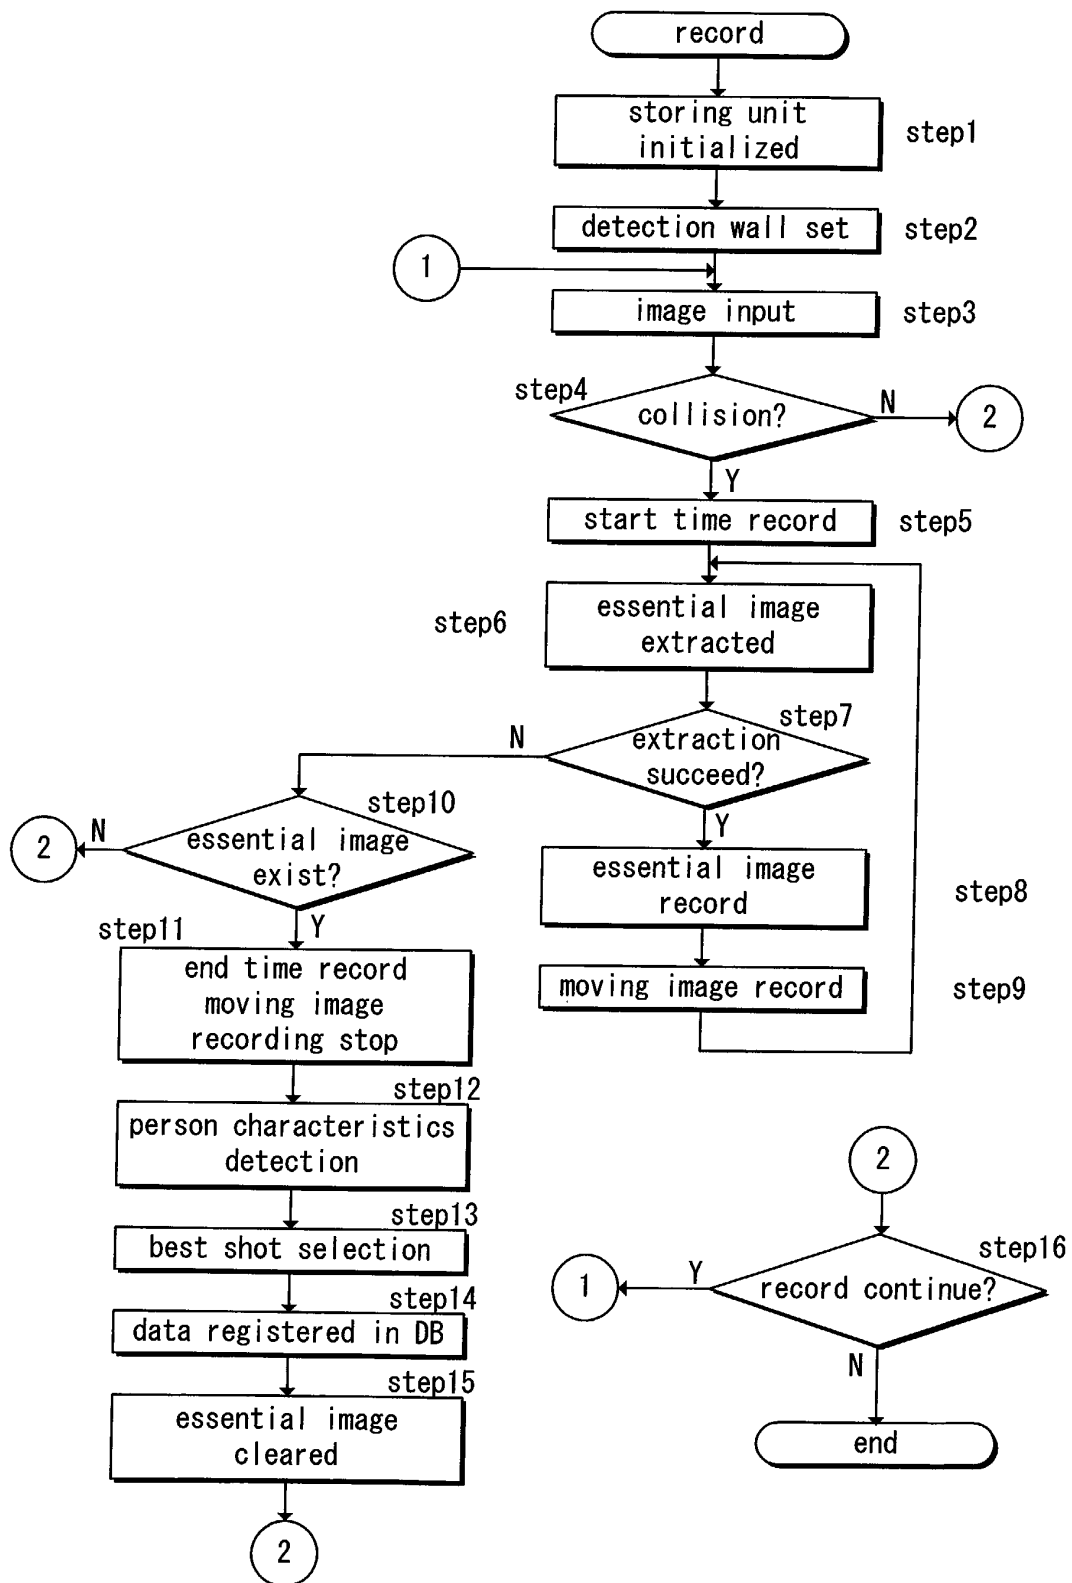 record
storing unit
initialized
step1
detection wall set
step2
1
image input
step3
step4
collision?
N
2
Y
start time record
step5
step6
essential image
extracted
step7
extraction
succeed?
N
Y
step10
essential image
exist?
N
2
Y
essential image
record
step8
moving image record
step9
step11
end time record
moving image
recording stop
step12
person characteristics
detection
step13
best shot selection
step14
data registered in DB
step15
essential image
cleared
2
2
step16
record continue?
Y
1
N
end